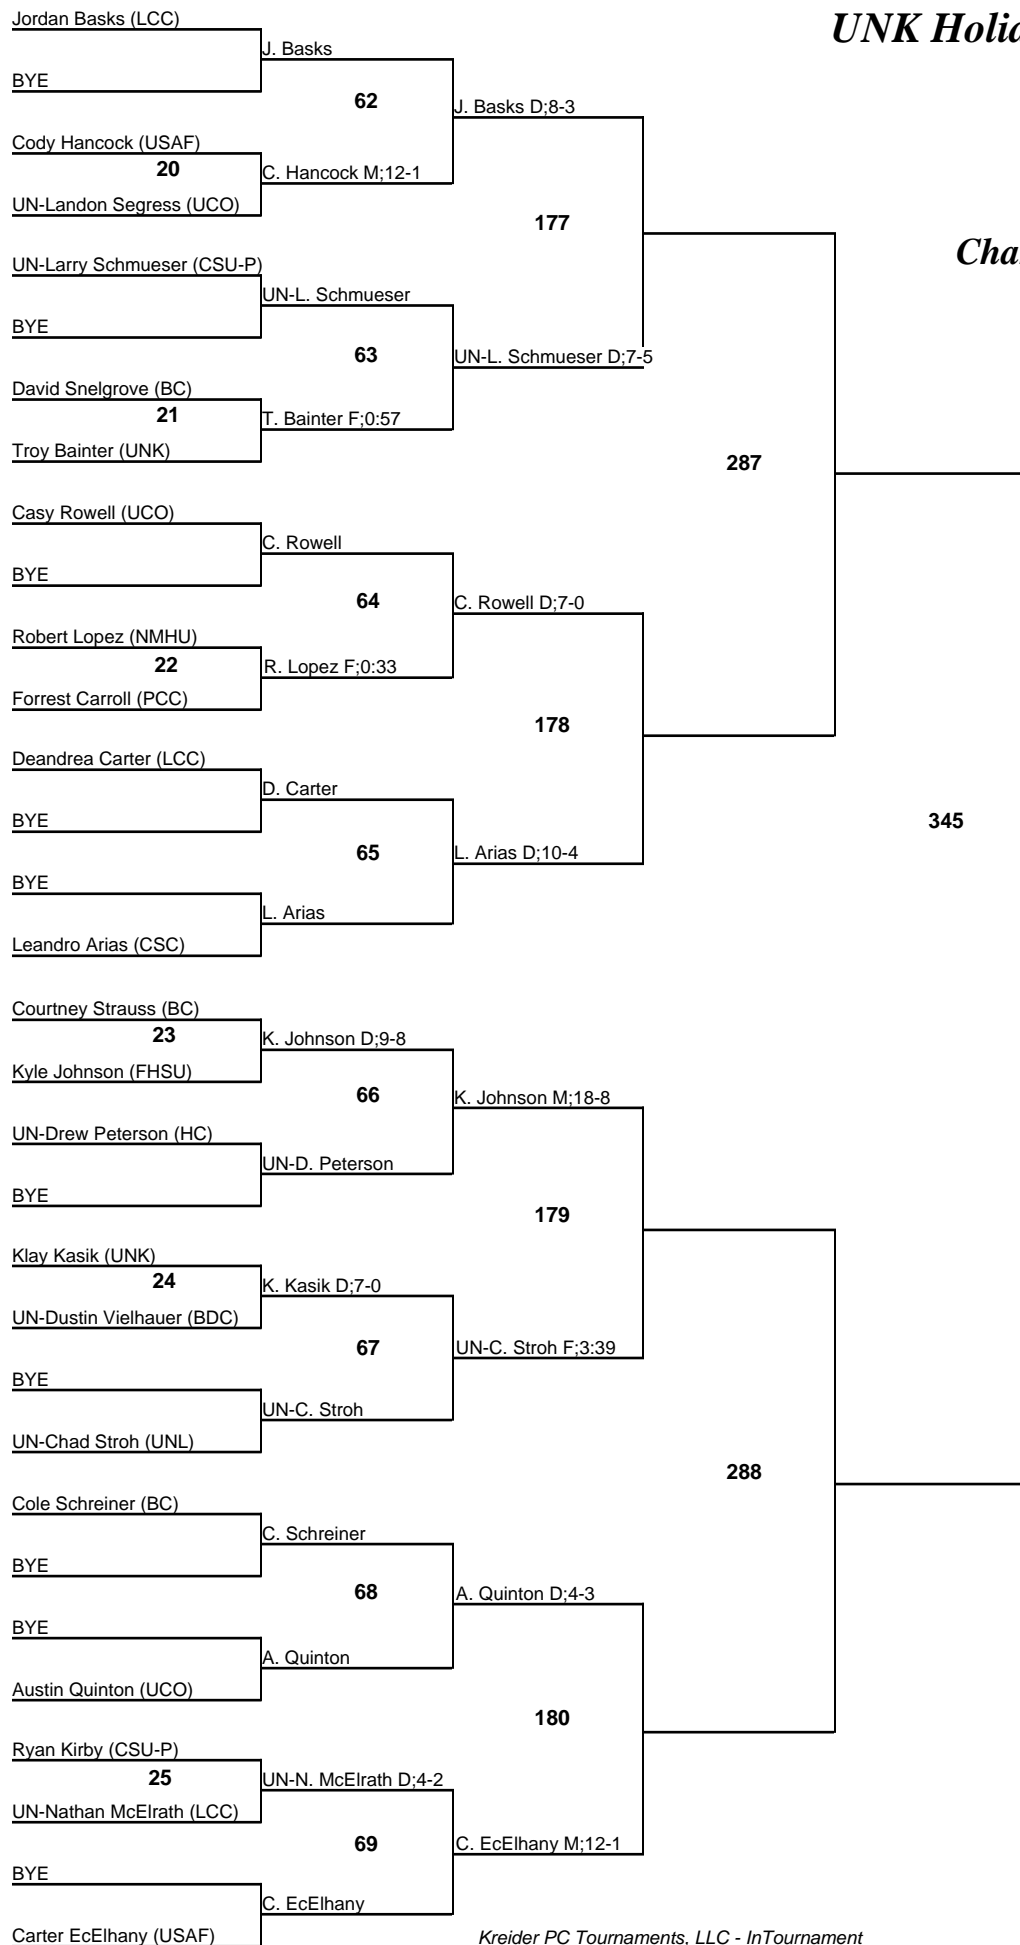 Jordan Basks (LCC)
UNK Holid
J. Basks
BYE
62
J. Basks D;8-3
Cody Hancock (USAF)
20
C. Hancock M;12-1
UN-Landon Segress (UCO)
177
UN-Larry Schmueser (CSU-P)
Cha
UN-L. Schmueser
BYE
63
UN-L. Schmueser D;7-5
David Snelgrove (BC)
21
T. Bainter F;0:57
Troy Bainter (UNK)
287
Casy Rowell (UCO)
C. Rowell
BYE
64
C. Rowell D;7-0
Robert Lopez (NMHU)
22
R. Lopez F;0:33
Forrest Carroll (PCC)
178
Deandrea Carter (LCC)
D. Carter
BYE
345
65
L. Arias D;10-4
BYE
L. Arias
Leandro Arias (CSC)
Courtney Strauss (BC)
23
K. Johnson D;9-8
Kyle Johnson (FHSU)
66
K. Johnson M;18-8
UN-Drew Peterson (HC)
UN-D. Peterson
BYE
179
Klay Kasik (UNK)
24
K. Kasik D;7-0
UN-Dustin Vielhauer (BDC)
67
UN-C. Stroh F;3:39
BYE
UN-C. Stroh
UN-Chad Stroh (UNL)
288
Cole Schreiner (BC)
C. Schreiner
BYE
68
A. Quinton D;4-3
BYE
A. Quinton
Austin Quinton (UCO)
180
Ryan Kirby (CSU-P)
25
UN-N. McElrath D;4-2
UN-Nathan McElrath (LCC)
69
C. EcElhany M;12-1
BYE
C. EcElhany
Carter EcElhany (USAF)
Kreider PC Tournaments, LLC - InTournament